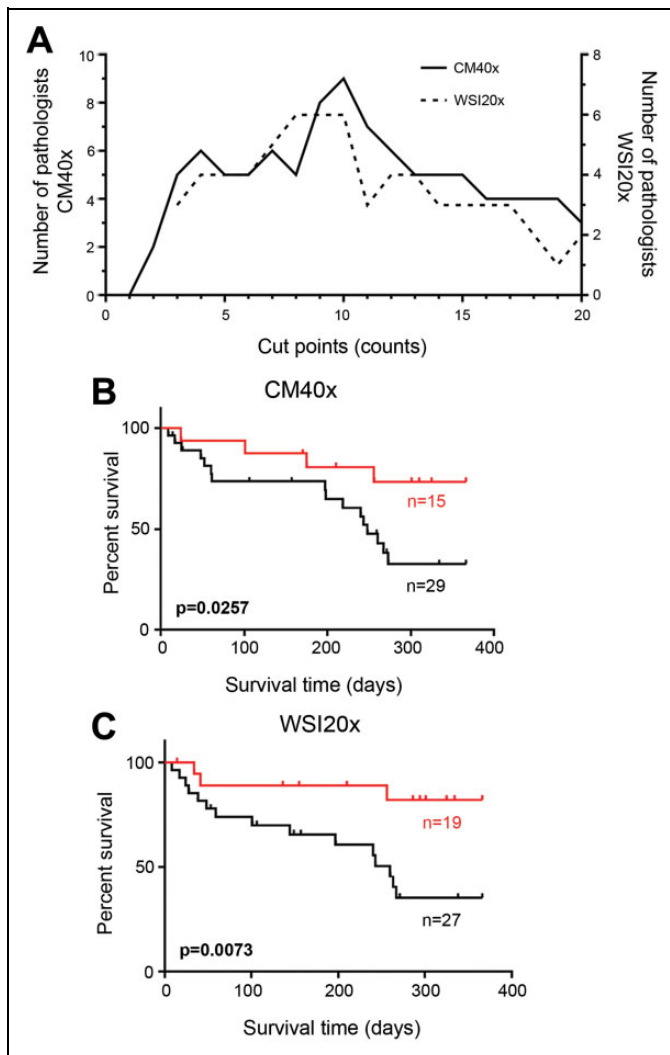 A
Number of pathologists
CM40x
10
8
6
4
2
0
CM40x
WSI20x
8
6
4
2
0
Number of pathologists
WSI20x
0
5
10
15
20
Cut points (counts)
B
CM40x
Percent survival
100
50
0
n=15
n=29
p=0.0257
0
100
200
300
400
Survival time (days)
C
WSI20x
Percent survival
100
50
0
n=19
n=27
p=0.0073
0
100
200
300
400
Survival time (days)